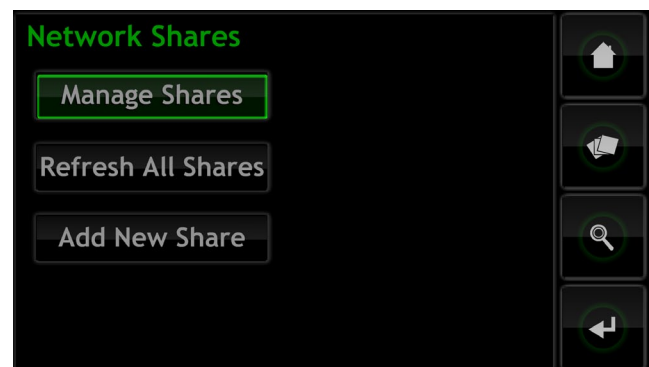 Network Shares
Manage Shares
Refresh All Shares
Add New Share